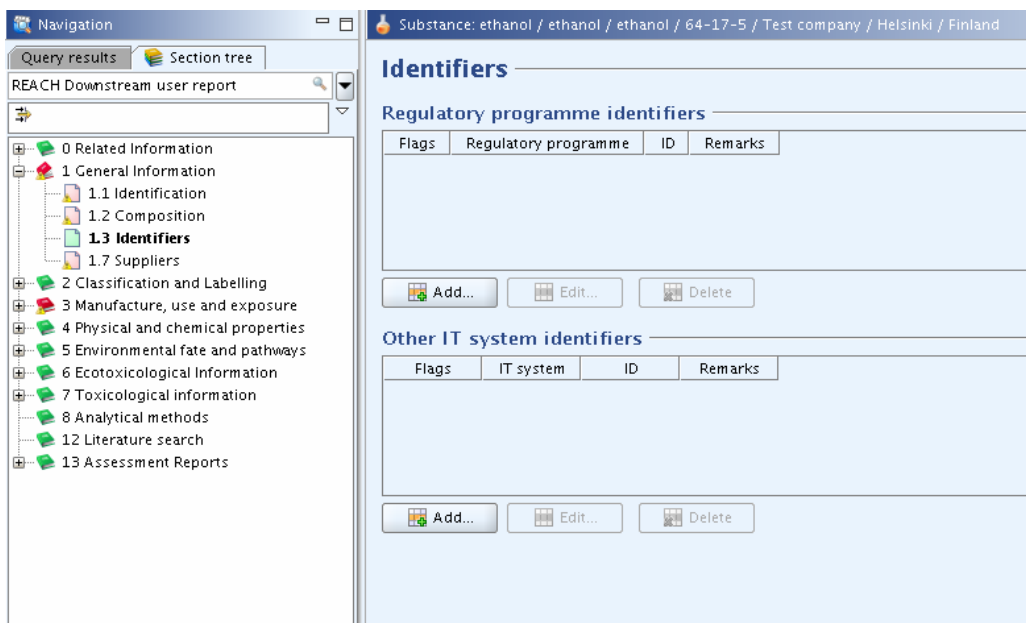 Navigation
Query results
Section tree
REACH Downstream user report
0 Related Information
1 General Information
1.1 Identification
1.2 Composition
1.3 Identifiers
1.7 Suppliers
2 Classification and Labelling
3 Manufacture, use and exposure
4 Physical and chemical properties
5 Environmental fate and pathways
6 Ecotoxicological Information
7 Toxicological information
8 Analytical methods
12 Literature search
13 Assessment Reports
Substance: ethanol / ethanol / ethanol / 64-17-5 / Test company / Helsinki / Finland
Identifiers
Regulatory programme identifiers
Flags Regulatory programme ID Remarks
Add... Edit... Delete
Other IT system identifiers
Flags IT system ID Remarks
Add... Edit... Delete